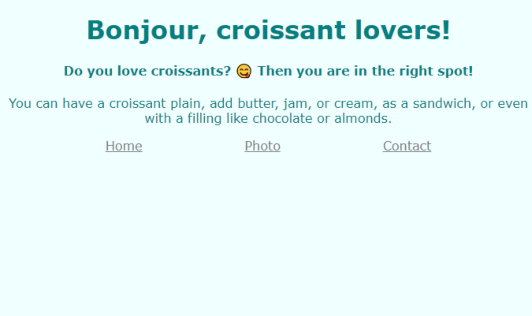 Bonjour, croissant lovers!
Do you love croissants? 😋 Then you are in the right spot!
You can have a croissant plain, add butter, jam, or cream, as a sandwich, or even
with a filling like chocolate or almonds.
Home Photo Contact